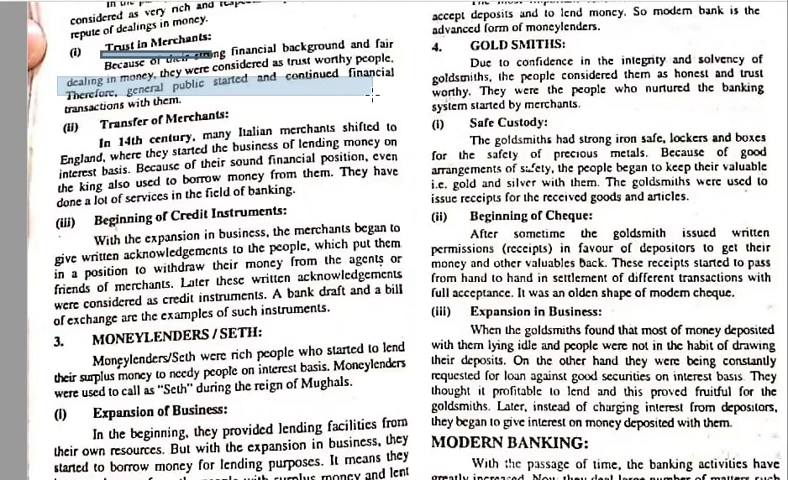 considered as very rich and
repute of dealings in money.
(i) Trust in Merchants:
Because of their strong financial background and fair
dealing in money, they were considered as trust worthy people,
Therefore, general public started and continued financial
transactions with them.
(ii) Transfer of Merchants:
In 14th century, many Italian merchants shifted to
England, where they started the business of lending money on
interest basis. Because of their sound financial position, even
the king also used to borrow money from them. They have
done a lot of services in the field of banking.
(iii) Beginning of Credit Instruments:
With the expansion in business, the merchants began to
give written acknowledgements to the people, which put them
in a position to withdraw their money from the agents or
friends of merchants. Later these written acknowledgements
were considered as credit instruments. A bank draft and a bill
of exchange are the examples of such instruments.
3. MONEYLENDERS / SETH:
Moneylenders/Seth were rich people who started to lend
their surplus money to needy people on interest basis. Moneylenders
were used to call as "Seth" during the reign of Mughals.
(i) Expansion of Business:
In the beginning, they provided lending facilities from
their own resources. But with the expansion in business, they
started to borrow money for lending purposes. It means they
surplus money and lent
accept deposits and to lend money. So modern bank is the
advanced form of moneylenders.
4. GOLD SMITHS:
Due to confidence in the integrity and solvency of
goldsmiths, the people considered them as honest and trust
worthy. They were the people who nurtured the banking
system started by merchants.
(i) Safe Custody:
The goldsmiths had strong iron safe, lockers and boxes
for the safety of precious metals. Because of good
arrangements of safety, the people began to keep their valuable
i.e. gold and silver with them. The goldsmiths were used to
issue receipts for the received goods and articles.
(ii) Beginning of Cheque:
After sometime the goldsmith issued written
permissions (receipts) in favour of depositors to get their
money and other valuables back. These receipts started to pass
from hand to hand in settlement of different transactions with
full acceptance. It was an olden shape of modern cheque.
(iii) Expansion in Business:
When the goldsmiths found that most of money deposited
with them lying idle and people were not in the habit of drawing
their deposits. On the other hand they were being constantly
requested for loan against good securities on interest basis. They
thought it profitable to lend and this proved fruitful for the
goldsmiths. Later, instead of charging interest from depositors,
they began to give interest on money deposited with them.
MODERN BANKING:
With the passage of time, the banking activities have